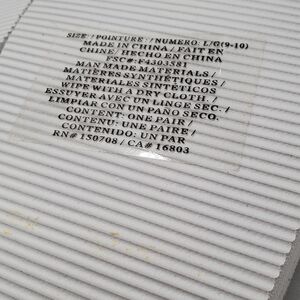 SIZE / POINTURE / NUMERO: L/G(9-10)
MADE IN CHINA / FAIT EN
CHINE / HECHO EN CHINA
FSC#: F43033S
MAN MADE MATERIALS /
MATIÈRES SYNTHÉTIQUES /
MATERIALES SINTÉTICOS
WIPE WITH A DRY CLOTH. /
ESSUYER AVEC UN LINGE SEC. /
LIMPIAR CON UN PAÑO SECO.
CONTENT: ONE PAIR /
CONTENU: UNE PAIRE /
CONTENIDO: UN PAR
RN# 150708 / CA# 16803